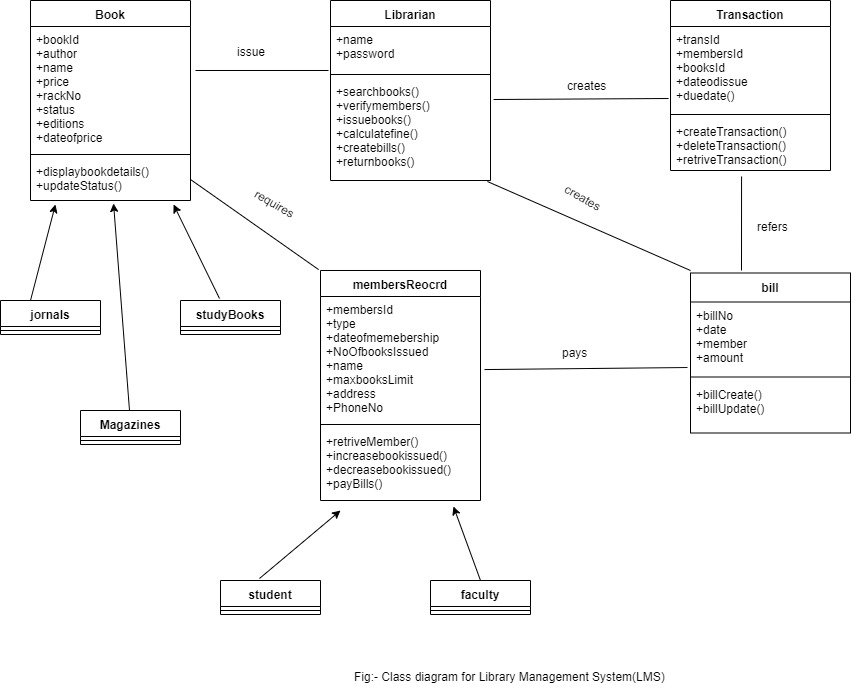 Book
+bookId
+author
+name
+price
+rackNo
+status
+editions
+dateofprice
+displaybookdetails()
+updateStatus()
issue
Librarian
+name
+password
+searchbooks()
+verifymembers()
+issuebooks()
+calculatefine()
+createbills()
+returnbooks()
creates
Transaction
+transId
+membersId
+booksId
+dateodissue
+duedate()
+createTransaction()
+deleteTransaction()
+retriveTransaction()
requires
creates
refers
jornals
studyBooks
Magazines
membersReocrd
+membersId
+type
+dateofmemebership
+NoOfbooksIssued
+name
+maxbooksLimit
+address
+PhoneNo
+retriveMember()
+increasebookissued()
+decreasebookissued()
+payBills()
pays
bill
+billNo
+date
+member
+amount
+billCreate()
+billUpdate()
student
faculty
Fig:- Class diagram for Library Management System(LMS)